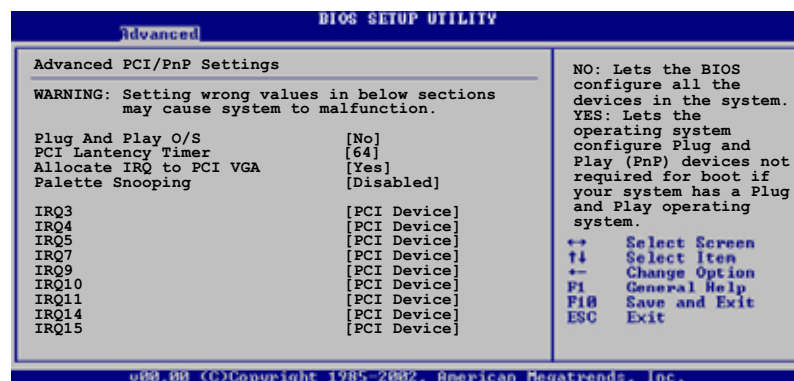 BIOS SETUP UTILITY
Advanced
Advanced PCI/PnP Settings
WARNING: Setting wrong values in below sections
may cause system to malfunction.
Plug And Play O/S [No]
PCI Lantency Timer [64]
Allocate IRQ to PCI VGA [Yes]
Palette Snooping [Disabled]
IRQ3 [PCI Device]
IRQ4 [PCI Device]
IRQ5 [PCI Device]
IRQ7 [PCI Device]
IRQ9 [PCI Device]
IRQ10 [PCI Device]
IRQ11 [PCI Device]
IRQ14 [PCI Device]
IRQ15 [PCI Device]
NO: Lets the BIOS
configure all the
devices in the system.
YES: Lets the
operating system
configure Plug and
Play (PnP) devices not
required for boot if
your system has a Plug
and Play operating
system.
↔ Select Screen
↑↓ Select Item
+- Change Option
F1 General Help
F10 Save and Exit
ESC Exit
v00.00 (C)Copyright 1985-2002, American Megatrends, Inc.